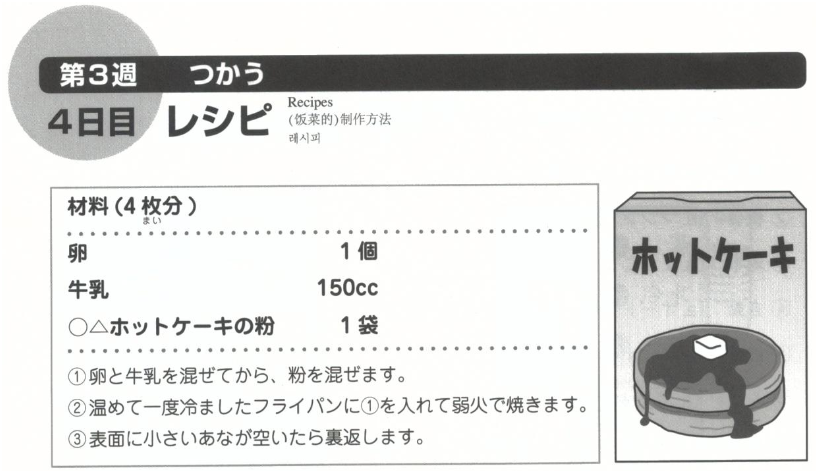 第3週 つかう
4日目 レシピ
Recipes
(饭菜的)制作方法
레시피
材料(4枚分)
まい
卵 1個
牛乳 150cc
○△ホットケーキの粉 1袋
①卵と牛乳を混ぜてから、粉を混ぜます。
②温めて一度冷ましたフライパンに①を入れて弱火で焼きます。
③表面に小さいあなが空いたら裏返します。
ホットケーキ